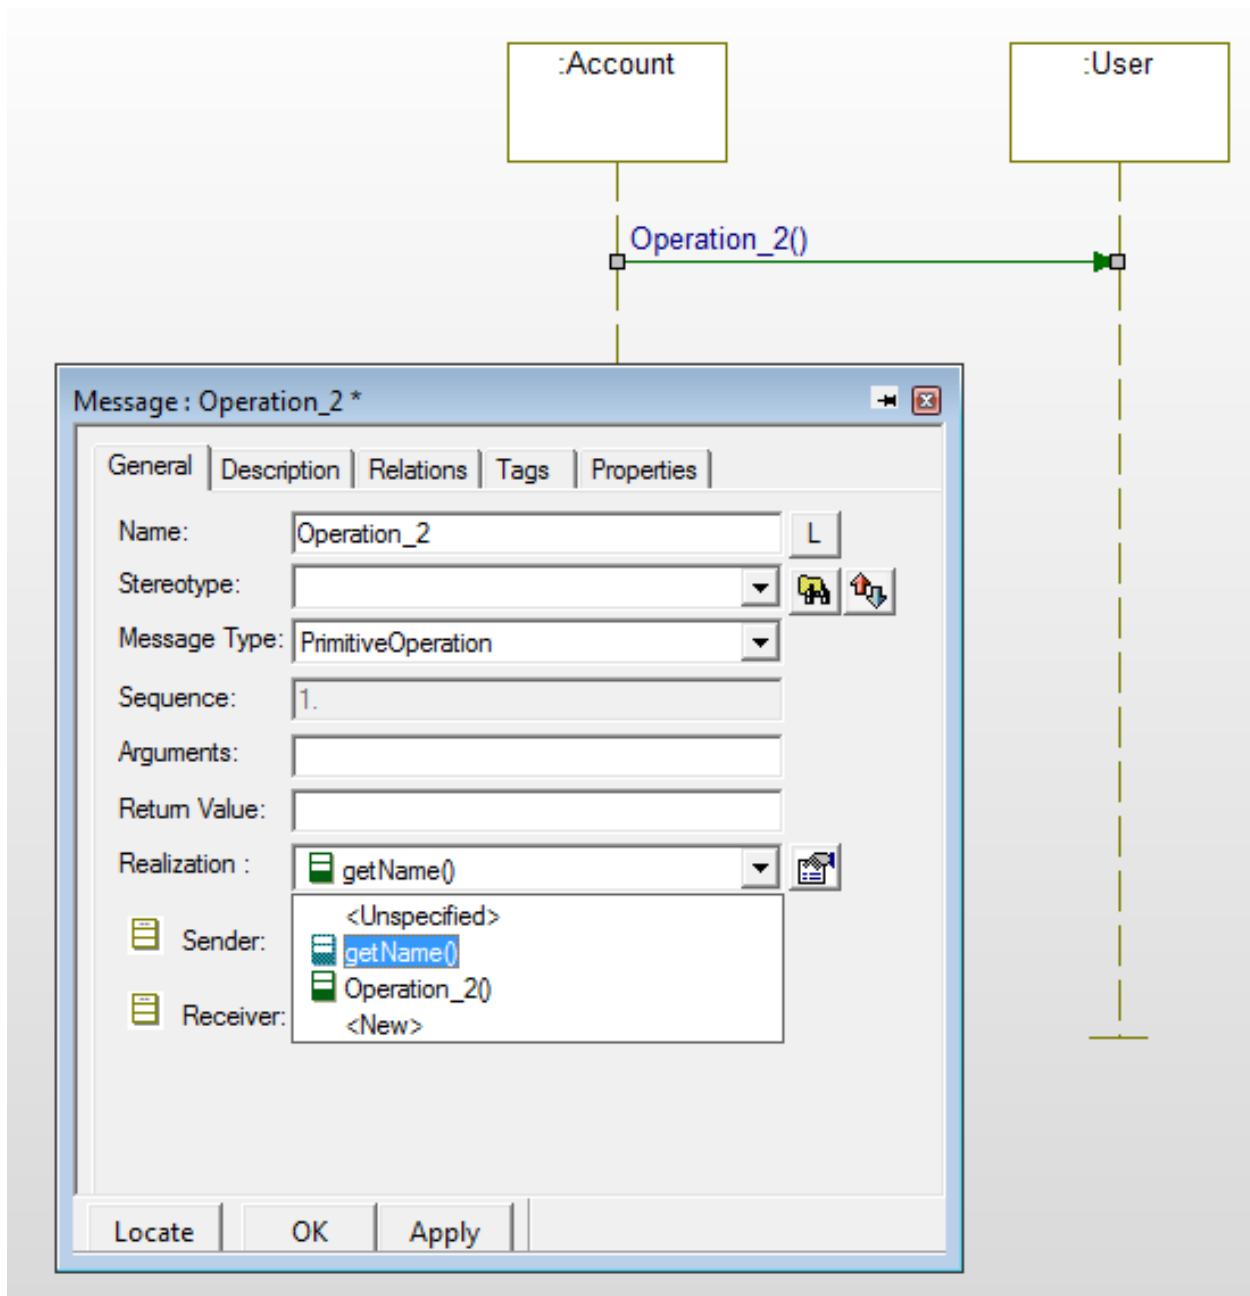 :Account
:User
Operation_2()
Message : Operation_2 *
General
Description
Relations
Tags
Properties
Name:
Operation_2
L
Stereotype:
Message Type:
PrimitiveOperation
Sequence:
1.
Arguments:
Return Value:
Realization :
getName()
<Unspecified>
getName()
Operation_2()
<New>
Sender:
Receiver:
Locate
OK
Apply